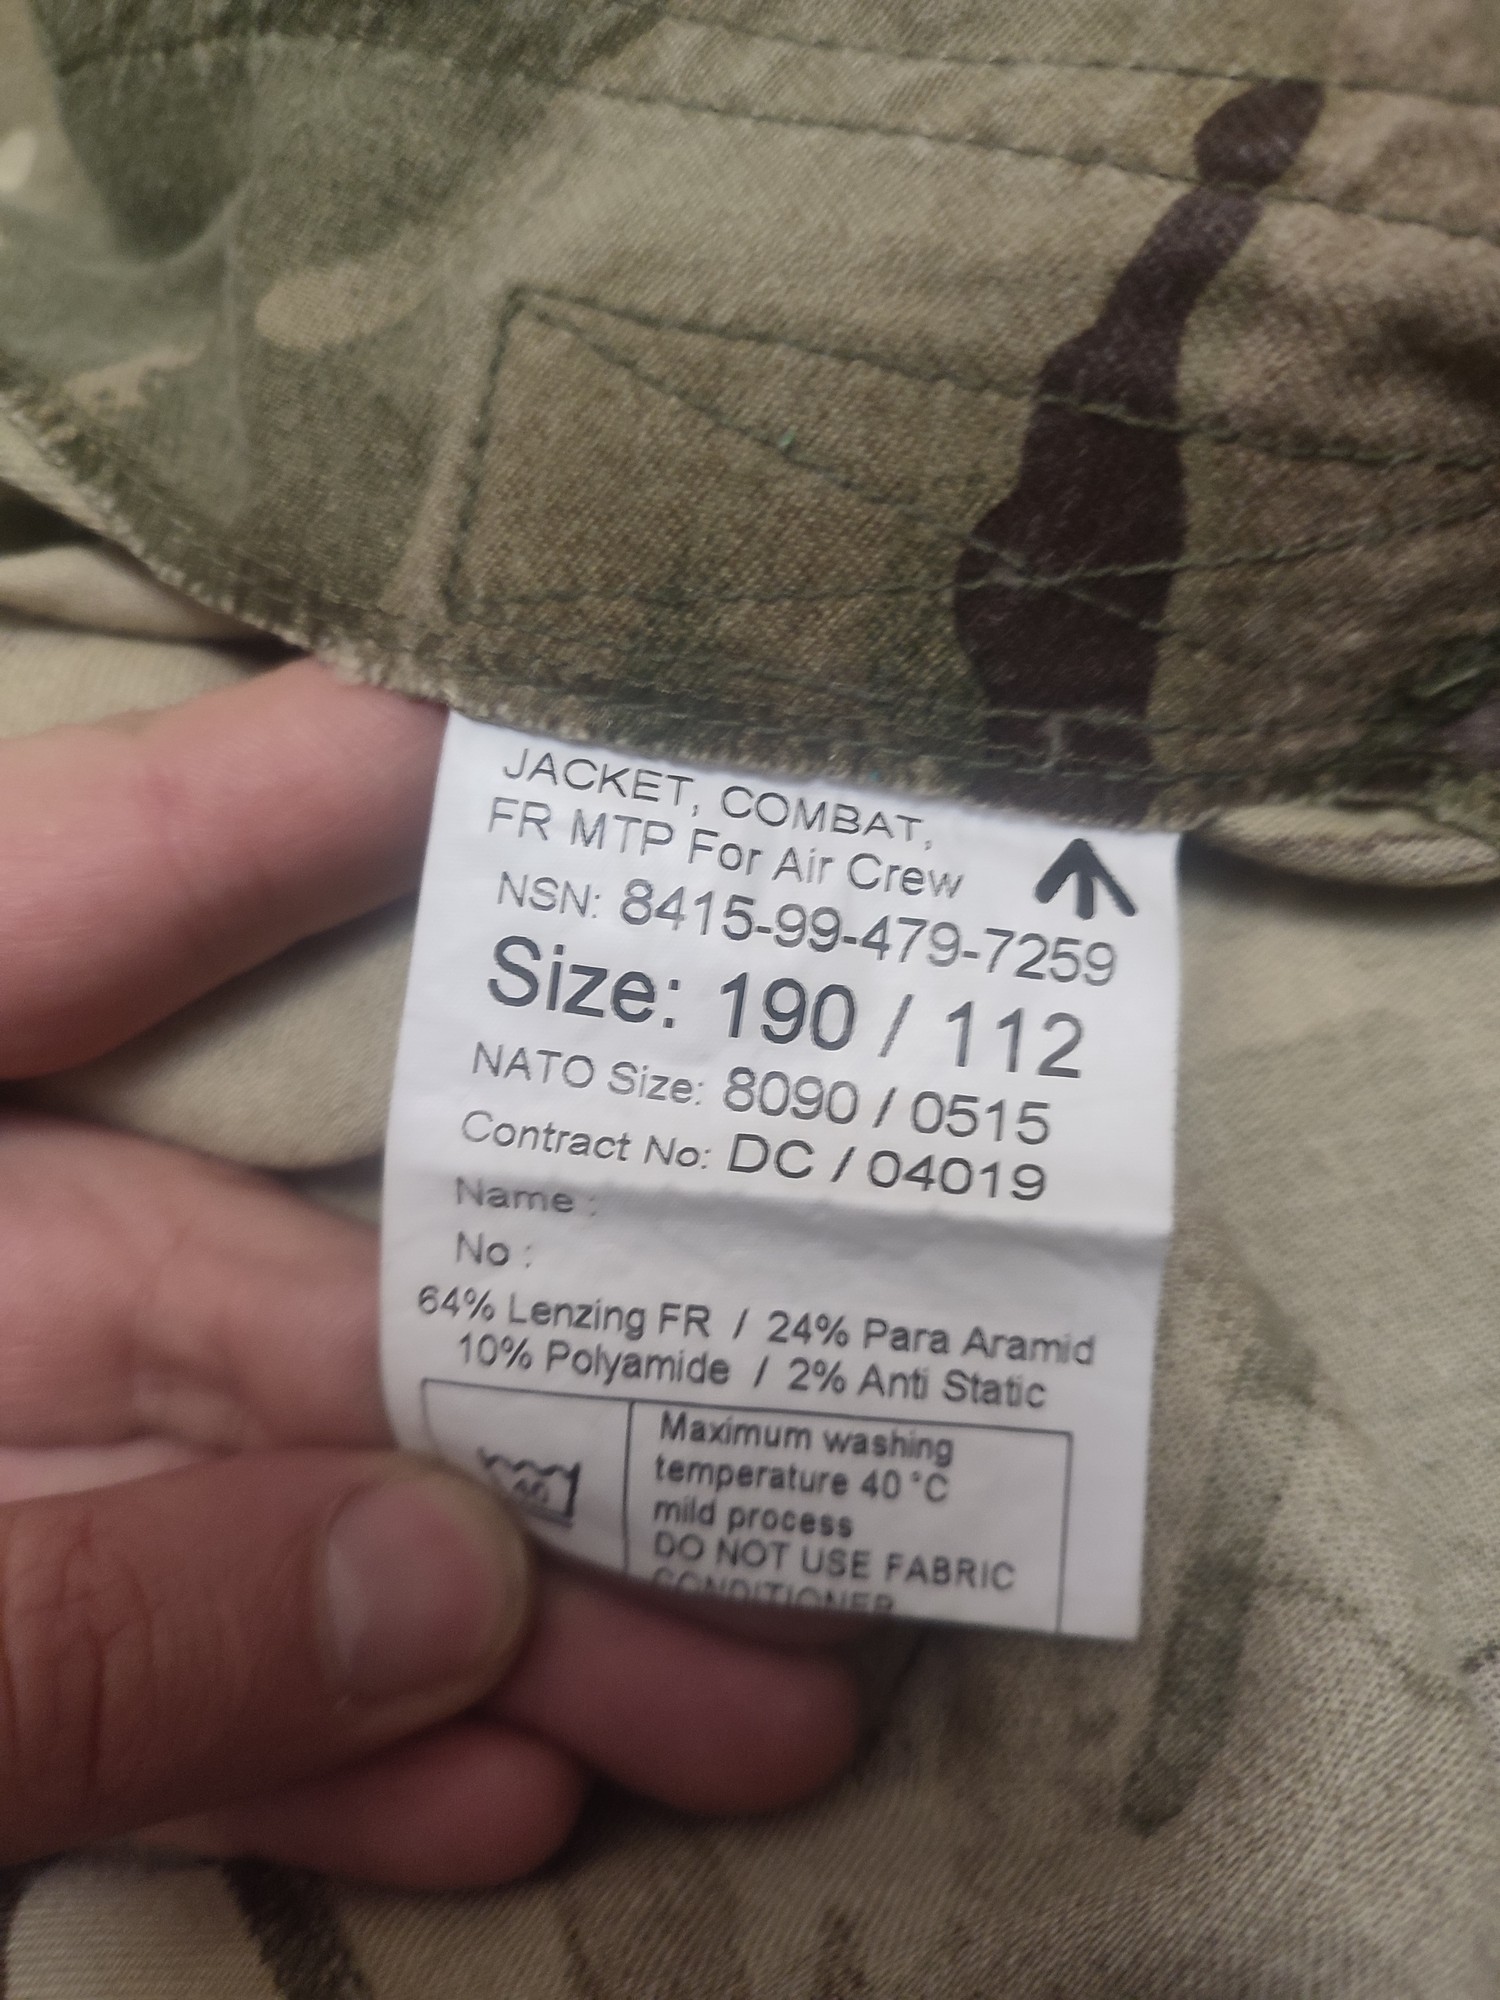 JACKET, COMBAT,
FR MTP For Air Crew
NSN: 8415-99-479-7259
Size: 190 / 112
NATO Size: 8090 / 0515
Contract No: DC / 04019
Name :
No :
64% Lenzing FR / 24% Para Aramid
10% Polyamide / 2% Anti Static
40
Maximum washing
temperature 40 °C
mild process
DO NOT USE FABRIC
CONDITIONER